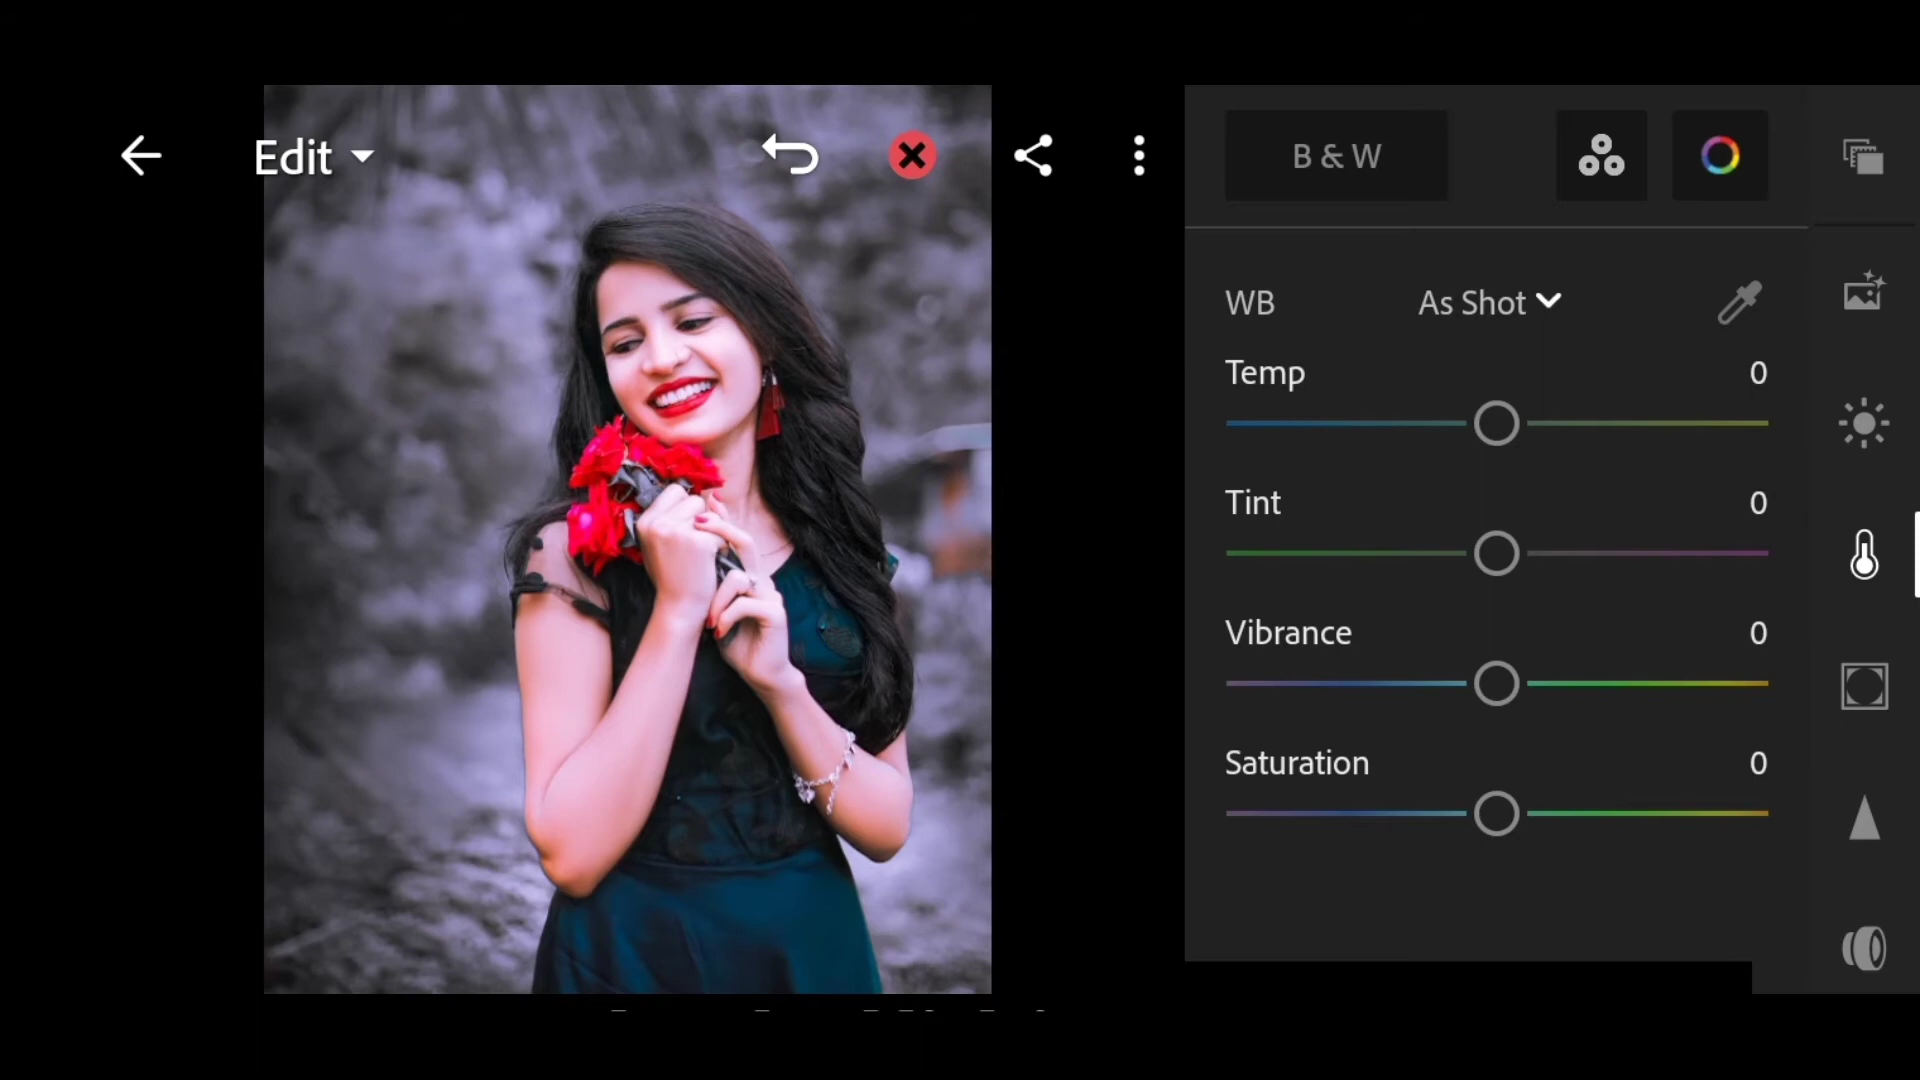 Edit
B & W
WB As Shot
Temp 0
Tint 0
Vibrance 0
Saturation 0